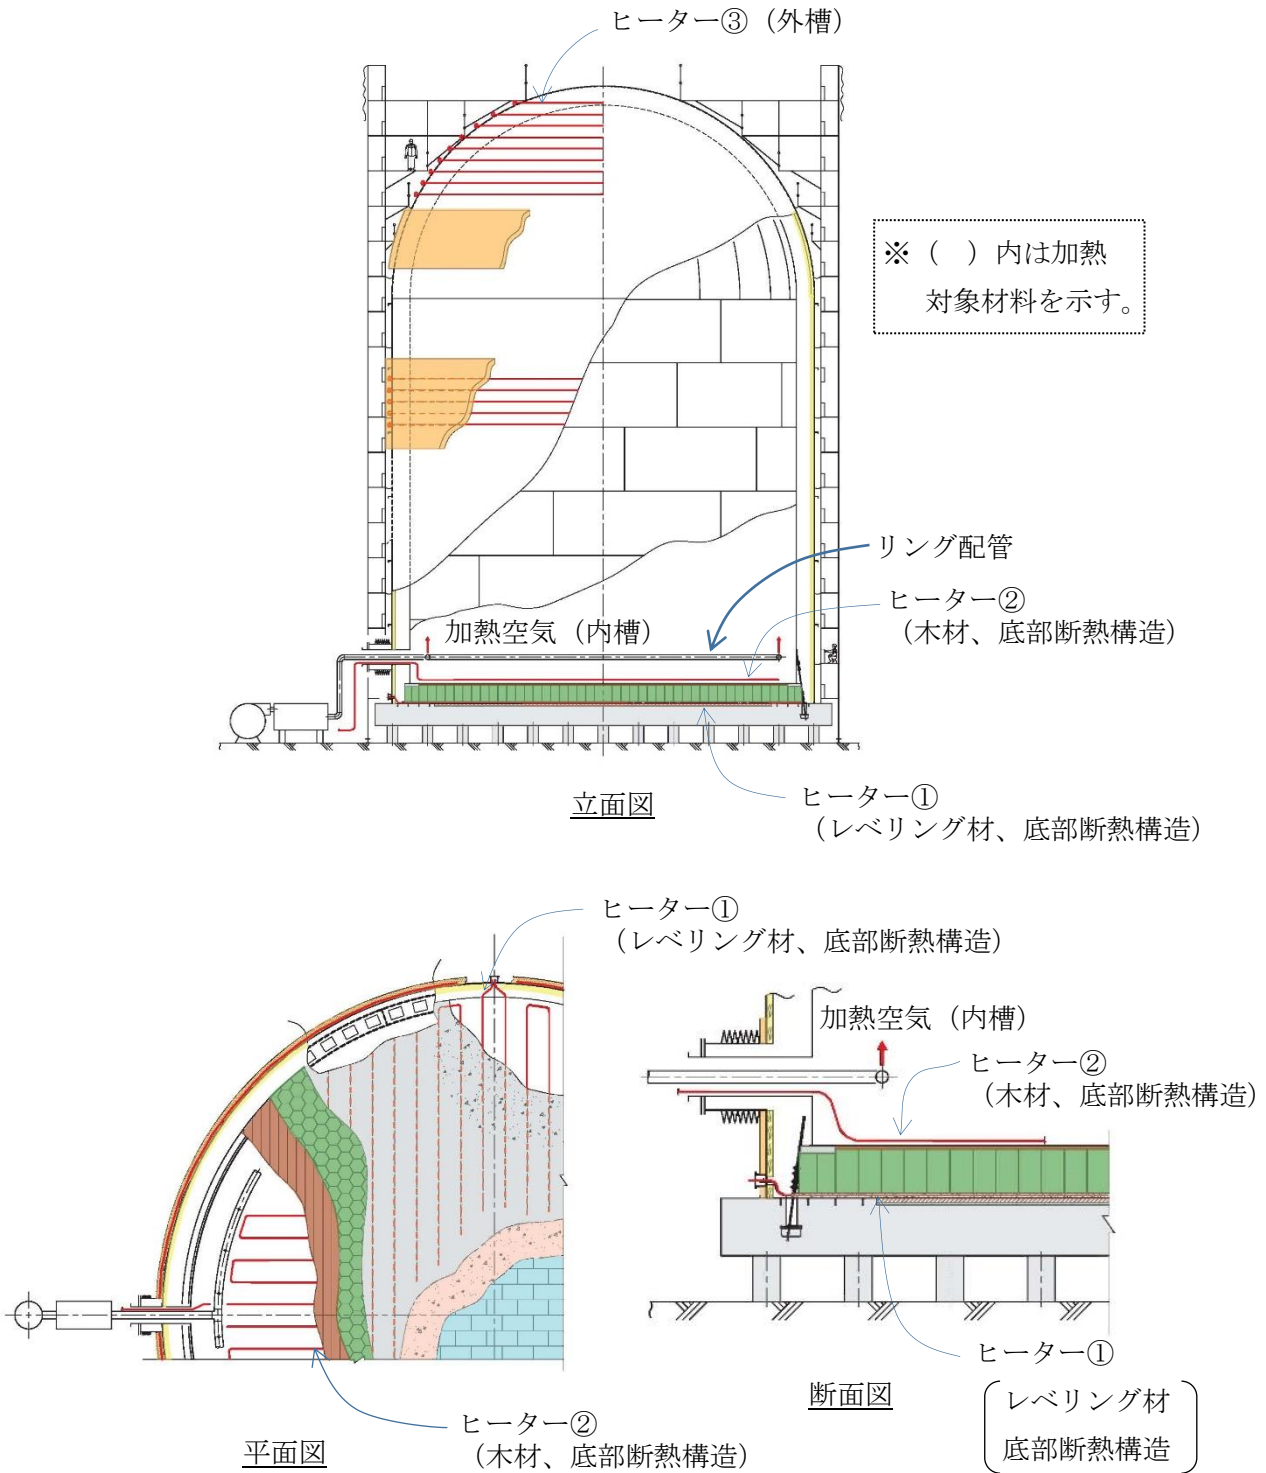 ヒーター③（外槽）
※（　）内は加熱
対象材料を示す。
リング配管
ヒーター②
（木材、底部断熱構造）
加熱空気（内槽）
ヒーター①
（レベリング材、底部断熱構造）
立面図
ヒーター①
（レベリング材、底部断熱構造）
加熱空気（内槽）
ヒーター②
（木材、底部断熱構造）
ヒーター①
レベリング材
底部断熱構造
断面図
ヒーター②
（木材、底部断熱構造）
平面図